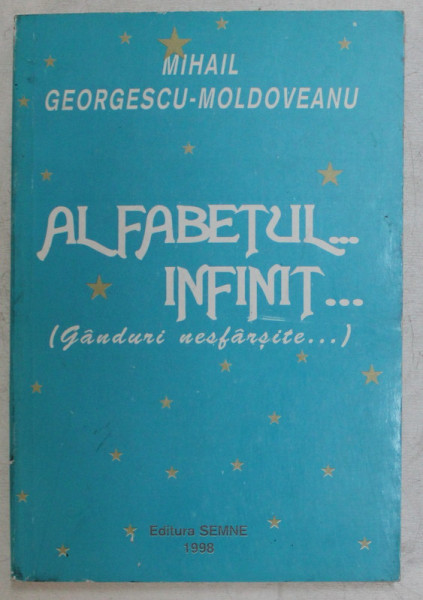 MIHAIL
GEORGESCU-MOLDOVEANU
ALFABETUL...
INFINIT...
(Gânduri nesfârşite...)
Editura SEMNE
1998